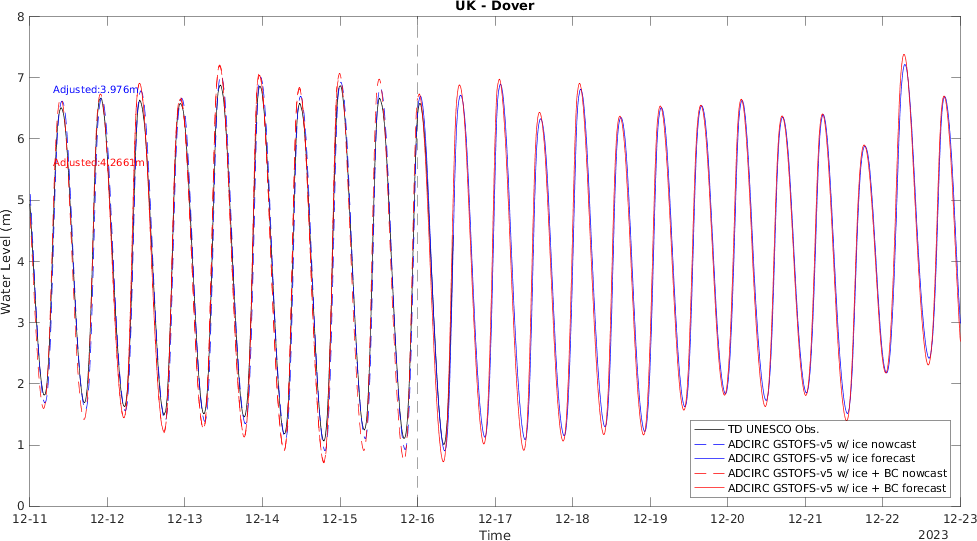 UK - Dover
8
7
6
5
4
3
2
1
0
Water Level (m)
Adjusted:3.976m
Adjusted:4.2661m
TD UNESCO Obs.
ADCIRC GSTOFS-v5 w/ ice nowcast
ADCIRC GSTOFS-v5 w/ ice forecast
ADCIRC GSTOFS-v5 w/ ice + BC nowcast
ADCIRC GSTOFS-v5 w/ ice + BC forecast
12-11 12-12 12-13 12-14 12-15 12-16 12-17 12-18 12-19 12-20 12-21 12-22 12-23
Time
2023